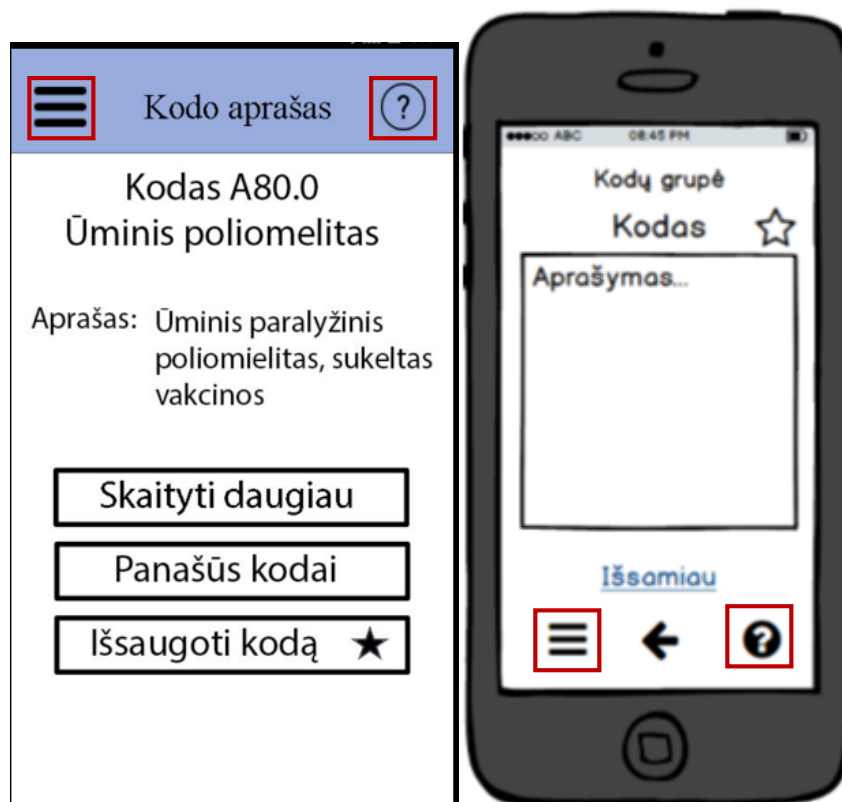 Kodo aprašas
?
Kodas A80.0
Ūminis poliomelitas
Aprašas: Ūminis paralyžinis
poliomielitas, sukeltas
vakcinos
Skaityti daugiau
Panašūs kodai
Išsaugoti kodą
ABC 08:45 PM
Kodų grupė
Kodas
Aprašymas...
Išsamiau
?